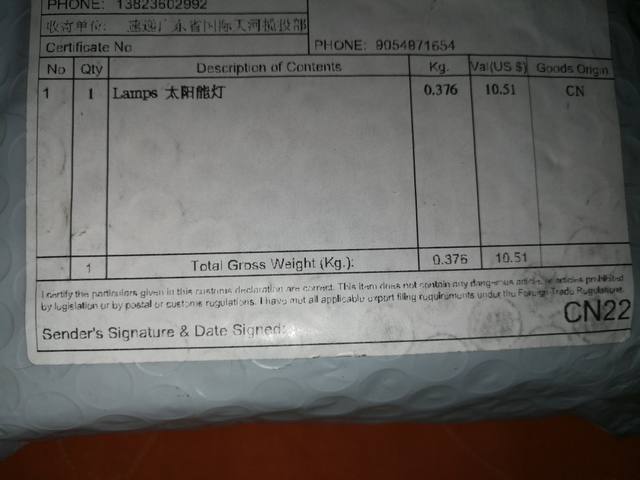 PHONE: 13823602992
收寄单位: 速递广东省国际天河揽投部
Certificate No
PHONE: 9054871654
No Qty Description of Contents Kg. Val(US $) Goods Origin
1 1 Lamps 太阳能灯 0.376 10.51 CN
1 Total Gross Weight (Kg.): 0.376 10.51
I certify the particulars given in this customs declaration are correct. This item does not contain any dangerous article, or articles prohibited
by legislation or by postal or customs regulations. I have met all applicable export filing requirements under the Foreign Trade Regulations.
CN22
Sender's Signature & Date Signed: